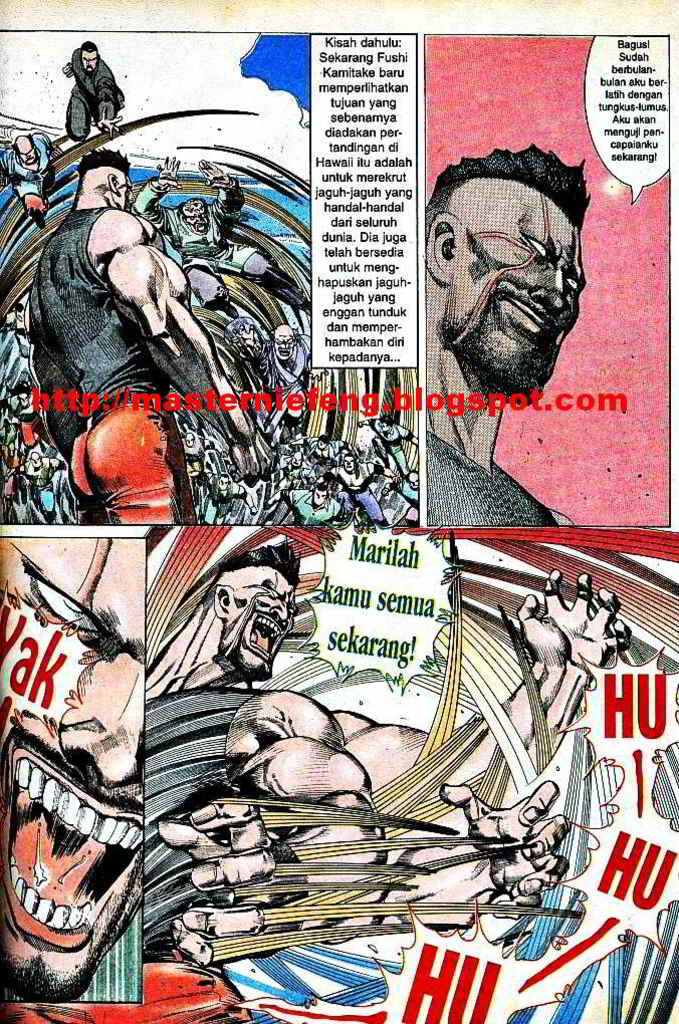 Kisah dahulu:
Sekarang Fushi
Kamitake baru
memperlihatkan
tujuan yang
sebenarnya
diadakan per-
tandingan di
Hawaii itu adalah
untuk merekrut
jaguh-jaguh yang
handal-handal
dari seluruh
dunia. Dia juga
telah bersedia
untuk meng-
hapuskan jaguh-
jaguh yang
enggan tunduk
dan memper-
hambakan diri
kepadanya...
Bagus!
Sudah
berbulan-
bulan aku ber-
latih dengan
tungkus-lumus.
Aku akan
menguji pen-
capaianku
sekarang!
http://masterniefeng.blogspot.com
Yak
Marilah
kamu semua
sekarang!
HU
HU
HU